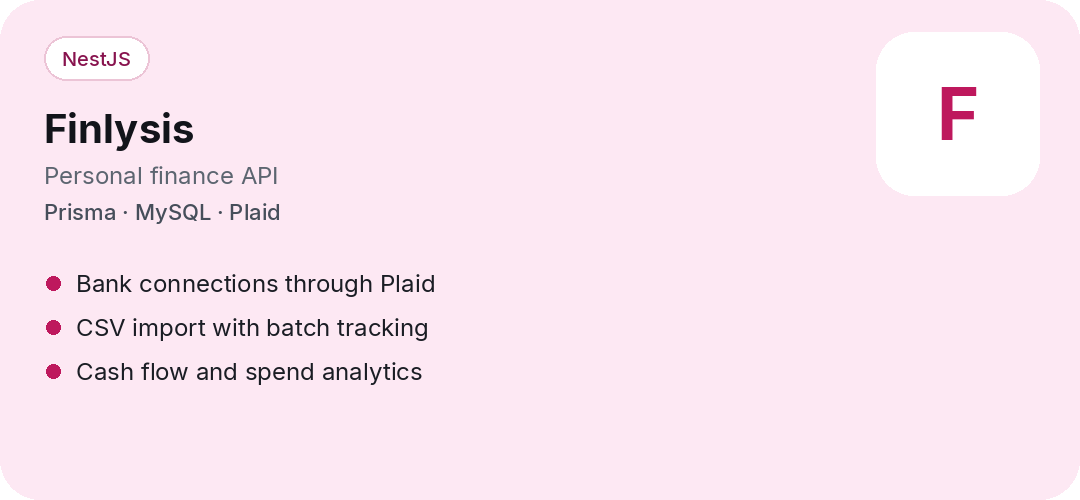 NestJS
F
Finlysis
Personal finance API
Prisma · MySQL · Plaid
Bank connections through Plaid
CSV import with batch tracking
Cash flow and spend analytics